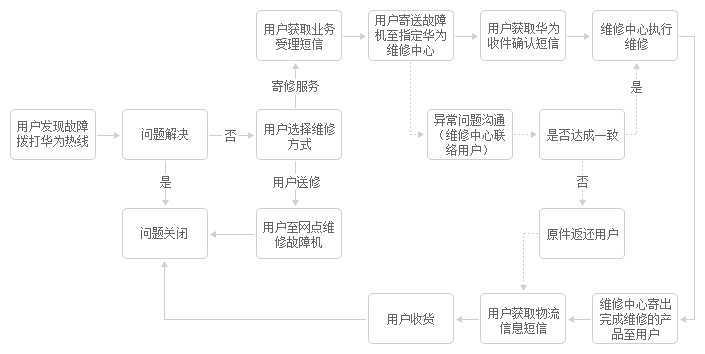 用户获取业务
受理短信
用户寄送故障
机至指定华为
维修中心
用户获取华为
收件确认短信
维修中心执行
维修
寄修服务
是
用户发现故障
拨打华为热线
问题解决
否
用户选择维修
方式
异常问题沟通
（维修中心联
络用户）
是否达成一致
是
用户送修
否
问题关闭
用户至网点维
修故障机
原件返还用户
用户收货
用户获取物流
信息短信
维修中心寄出
完成维修的产
品至用户